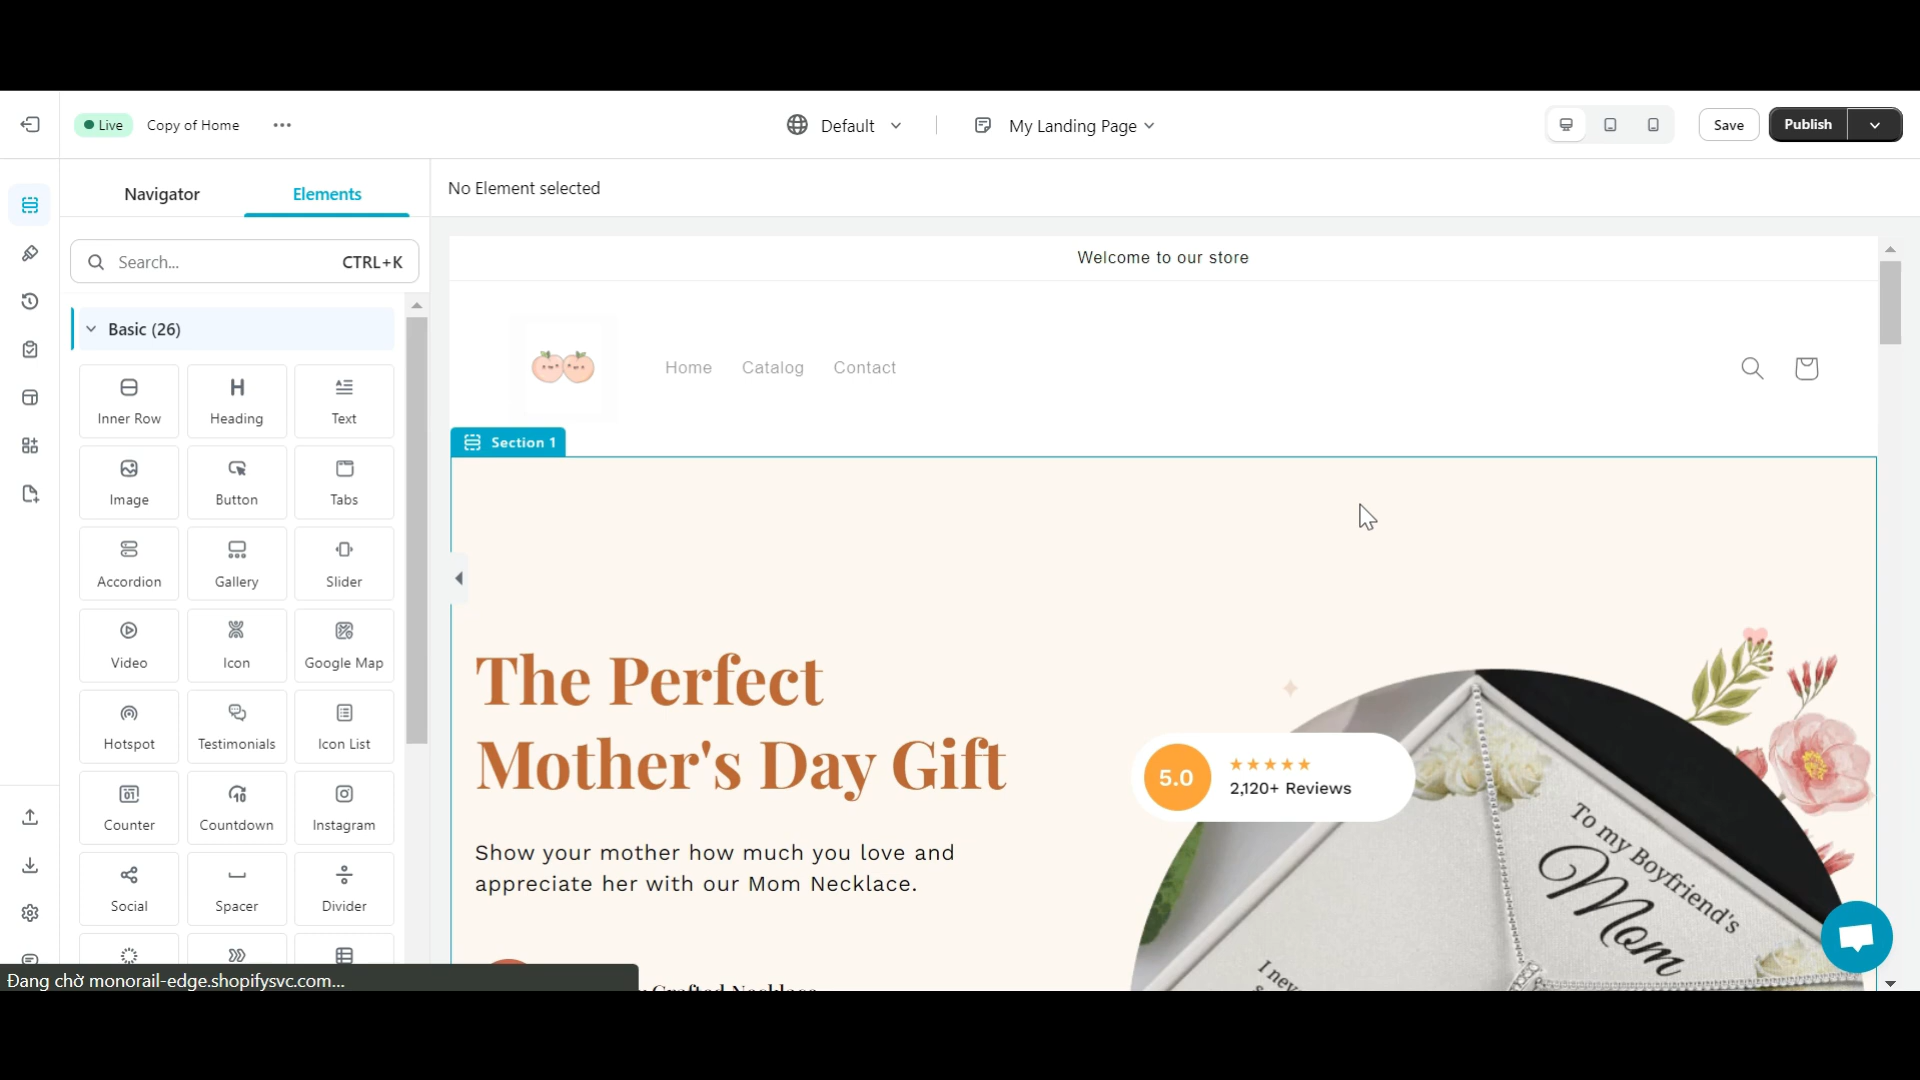 Live
Copy of Home
Default
My Landing Page
Save
Publish
Navigator
Elements
No Element selected
Search...
CTRL+K
Basic (26)
Inner Row
Heading
Text
Image
Button
Tabs
Accordion
Gallery
Slider
Video
Icon
Google Map
Hotspot
Testimonials
Icon List
Counter
Countdown
Instagram
Social
Spacer
Divider
Welcome to our store
Home
Catalog
Contact
Section 1
The Perfect
Mother's Day Gift
Show your mother how much you love and
appreciate her with our Mom Necklace.
5.0
2,120+ Reviews
To my Boyfriend's
Mom
I nev
Crafted Necklace
Đang chờ monorail-edge.shopifysvc.com...